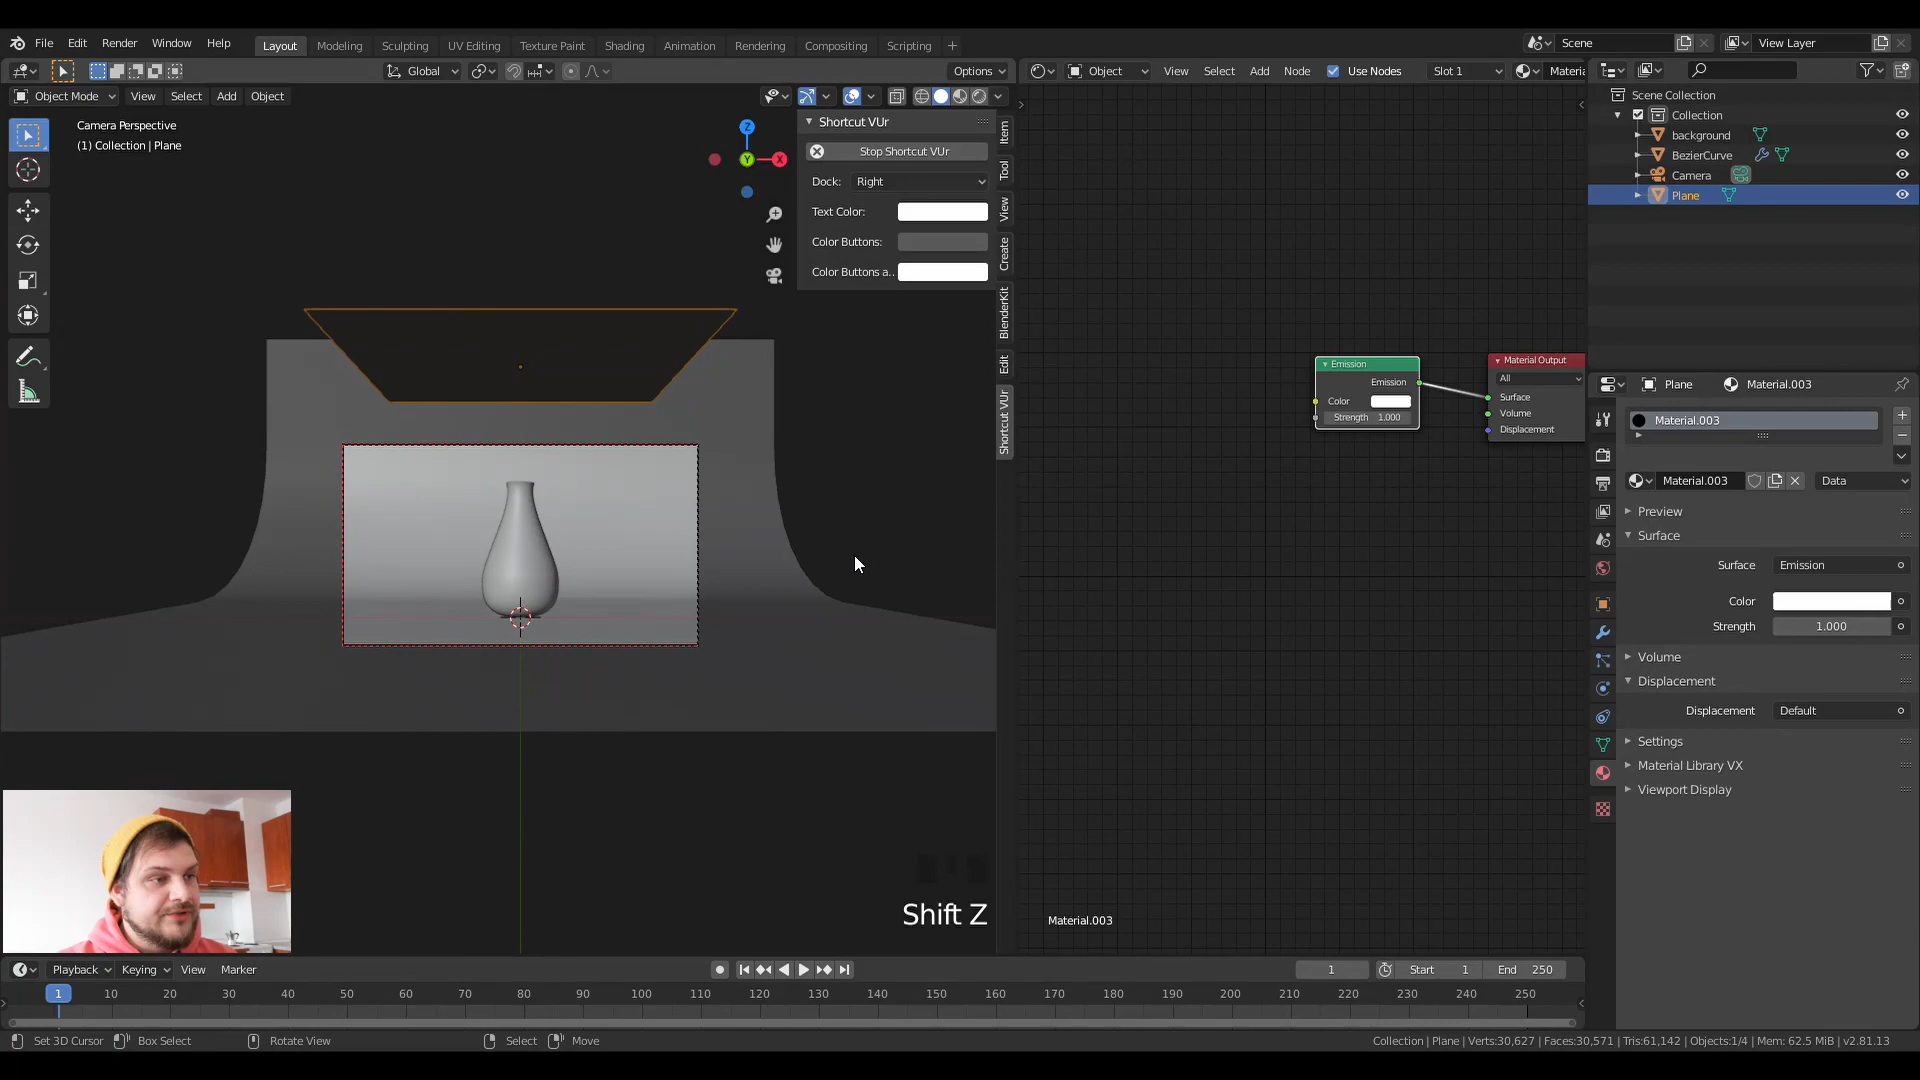 File Edit Render Window Help Layout Modeling Sculpting UV Editing Texture Paint Shading Animation Rendering Compositing Scripting Scene View Layer
Global Options Object View Select Add Node Use Nodes Slot 1 Materia
Object Mode View Select Add Object
Camera Perspective
(1) Collection | Plane
Z
Y
X
Shortcut VUr
Stop Shortcut VUr
Dock: Right
Text Color:
Color Buttons:
Color Buttons a..
Item
Tool
View
Create
BlenderKit
Edit
Shortcut VUr
Shift Z
Emission
Emission
Color
Strength 1.000
Material Output
All
Surface
Volume
Displacement
Material.003
Scene Collection
Collection
background
BezierCurve
Camera
Plane
Plane Material.003
Material.003
Material.003 Data
Preview
Surface
Surface Emission
Color
Strength 1.000
Volume
Displacement
Displacement Default
Settings
Material Library VX
Viewport Display
Playback Keying View Marker 1 Start 1 End 250
1 10 20 30 40 50 60 70 80 90 100 110 120 130 140 150 160 170 180 190 200 210 220 230 240 250
Set 3D Cursor Box Select Rotate View Select Move Collection | Plane | Verts:30,627 | Faces:30,571 | Tris:61,142 | Objects:1/4 | Mem: 62.5 MiB | v2.81.13